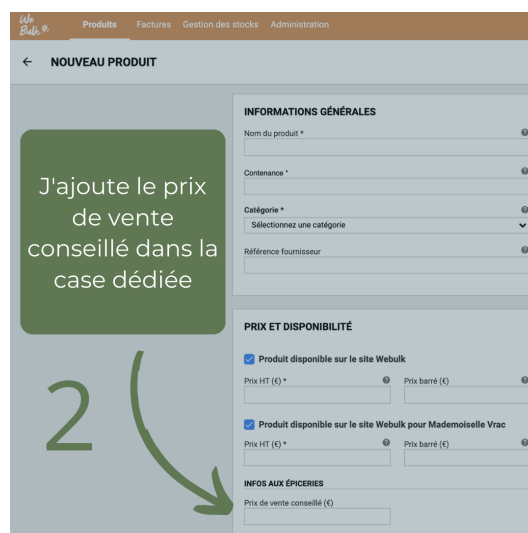 We
Bulk
Produits Factures Gestion des stocks Administration
← NOUVEAU PRODUIT
J'ajoute le prix
de vente
conseillé dans la
case dédiée
2
INFORMATIONS GÉNÉRALES
Nom du produit *
Contenance *
Catégorie *
Sélectionnez une catégorie
Référence fournisseur
PRIX ET DISPONIBILITÉ
Produit disponible sur le site Webulk
Prix HT (€) * Prix barré (€)
Produit disponible sur le site Webulk pour Mademoiselle Vrac
Prix HT (€) * Prix barré (€)
INFOS AUX ÉPICERIES
Prix de vente conseillé (€)